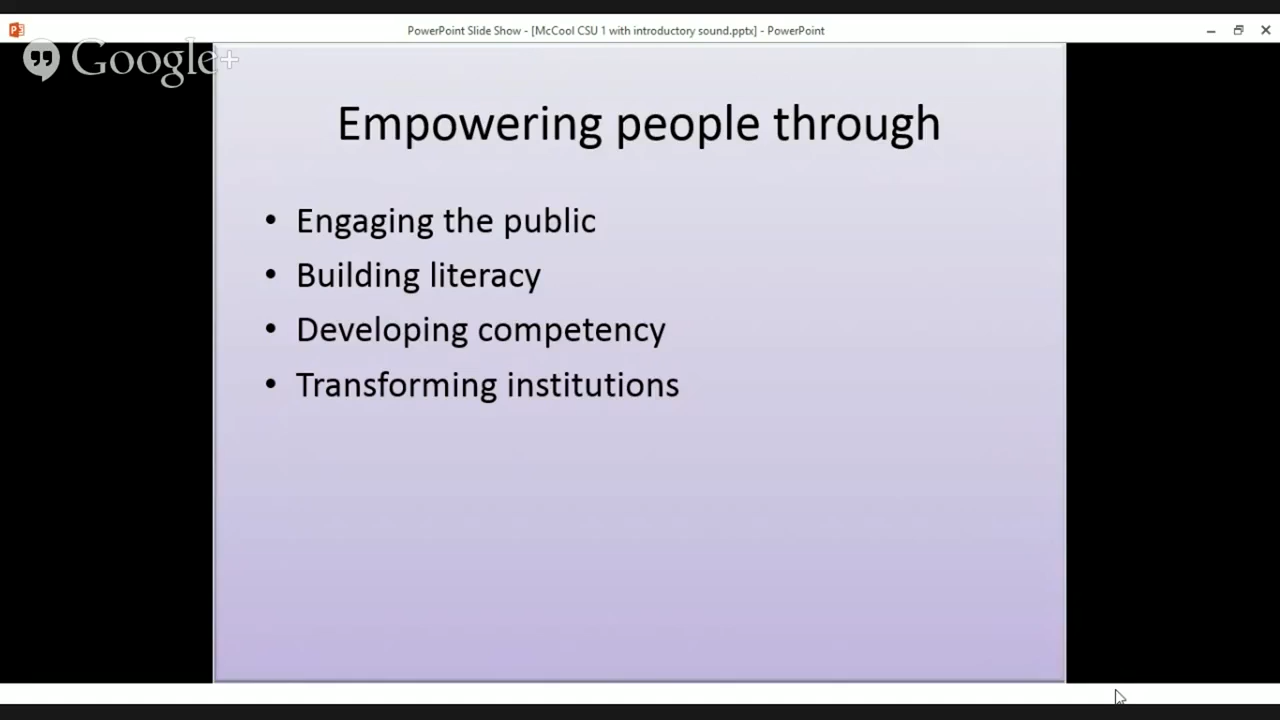 PowerPoint Slide Show - [McCool CSU 1 with introductory sound.pptx] - PowerPoint
Google+
Empowering people through
• Engaging the public
• Building literacy
• Developing competency
• Transforming institutions